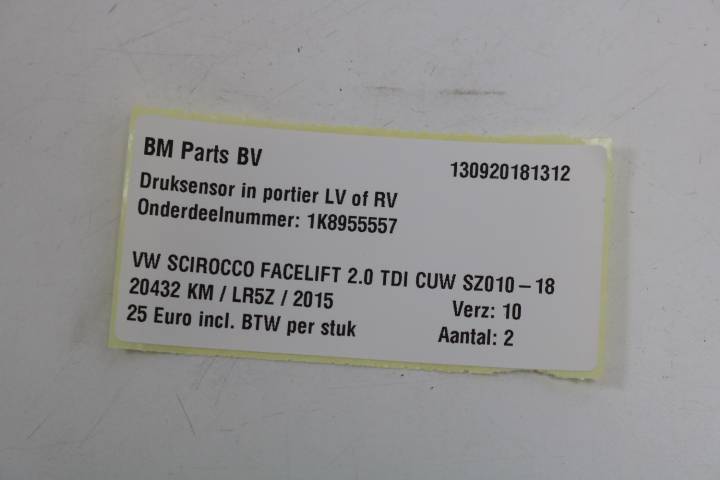 BM Parts BV 130920181312
Druksensor in portier LV of RV
Onderdeelnummer: 1K8955557
VW SCIROCCO FACELIFT 2.0 TDI CUW SZ010-18
20432 KM / LR5Z / 2015 Verz: 10
25 Euro incl. BTW per stuk Aantal: 2